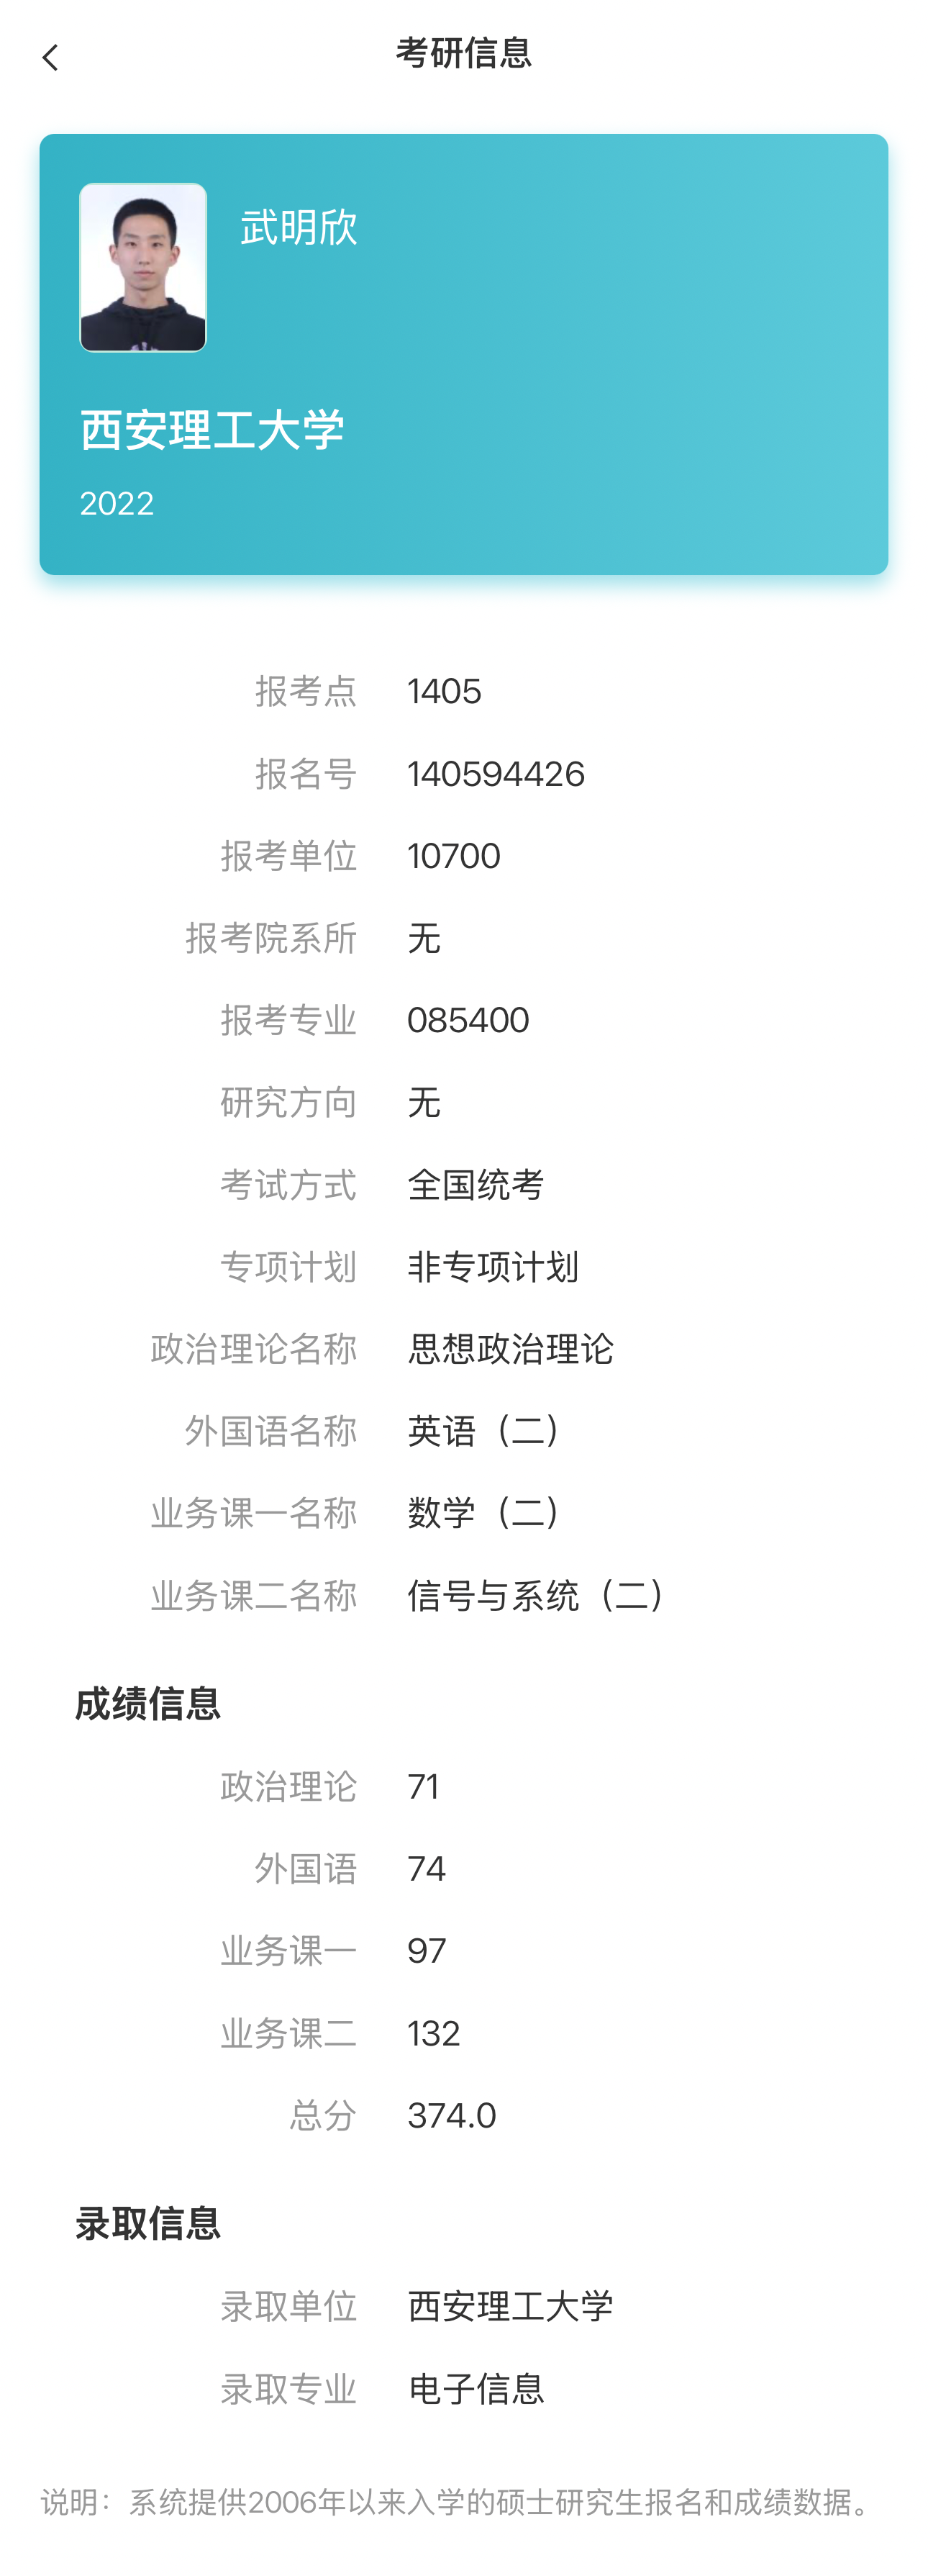 考研信息
武明欣
西安理工大学
2022
报考点 1405
报名号 140594426
报考单位 10700
报考院系所 无
报考专业 085400
研究方向 无
考试方式 全国统考
专项计划 非专项计划
政治理论名称 思想政治理论
外国语名称 英语（二）
业务课一名称 数学（二）
业务课二名称 信号与系统（二）
成绩信息
政治理论 71
外国语 74
业务课一 97
业务课二 132
总分 374.0
录取信息
录取单位 西安理工大学
录取专业 电子信息
说明：系统提供2006年以来入学的硕士研究生报名和成绩数据。